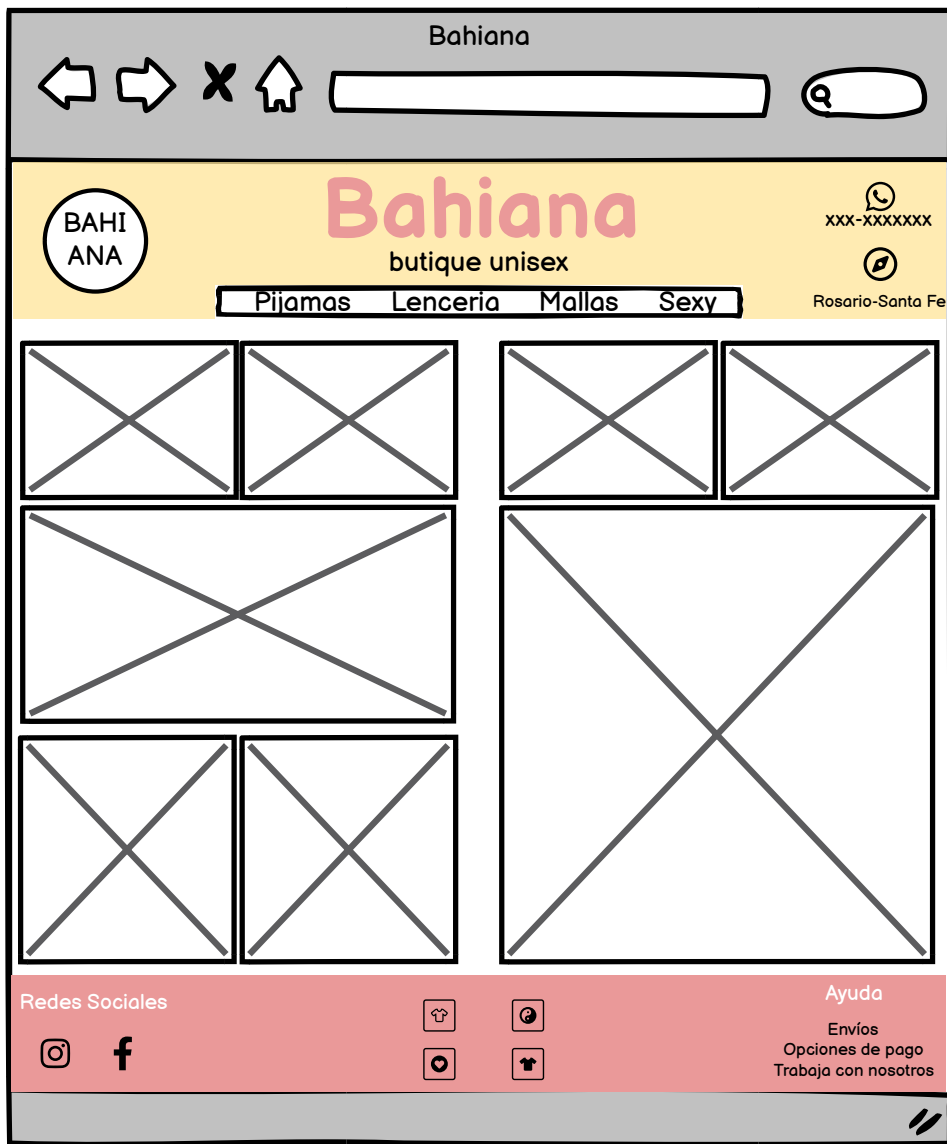 Bahiana
BAHI
ANA
Bahiana
butique unisex
xxx-xxxxxxx
Rosario-Santa Fe
Pijamas Lenceria Mallas Sexy
Redes Sociales
Ayuda
Envíos
Opciones de pago
Trabaja con nosotros